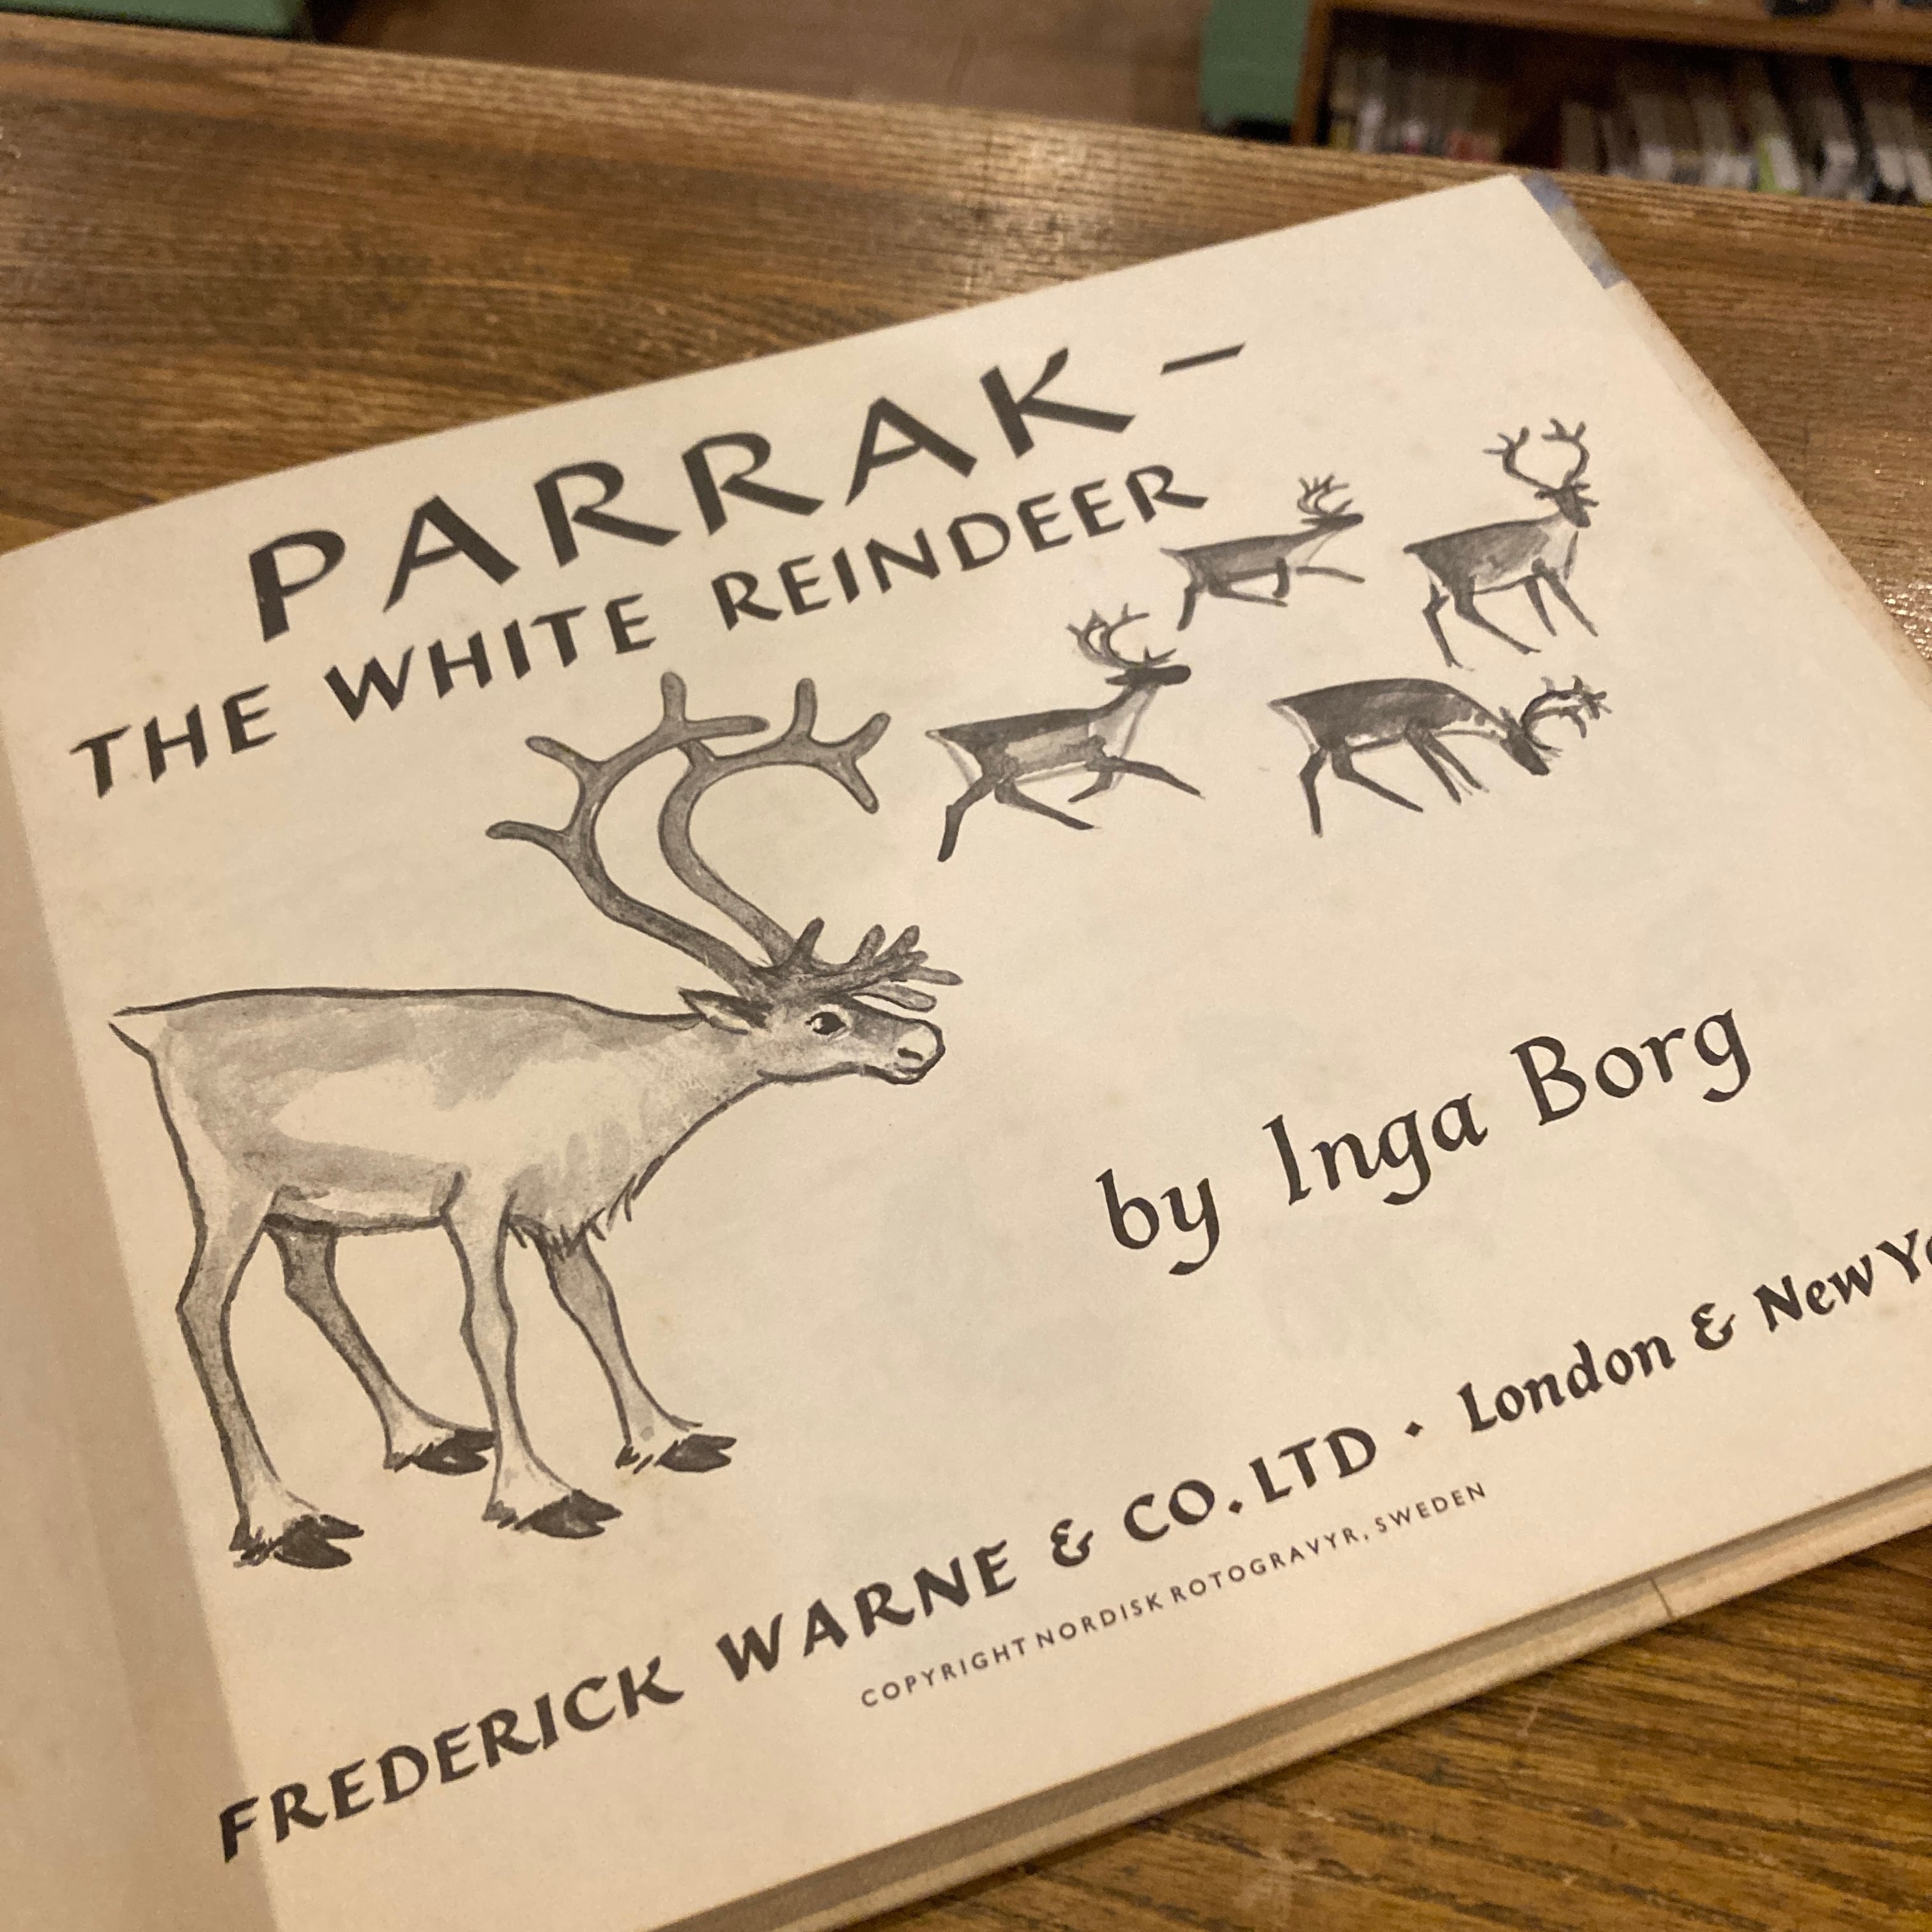 PARRAK –
THE WHITE REINDEER
by Inga Borg
FREDERICK WARNE & CO. LTD · London & New
COPYRIGHT NORDISK ROTOGRAVYR, SWEDEN